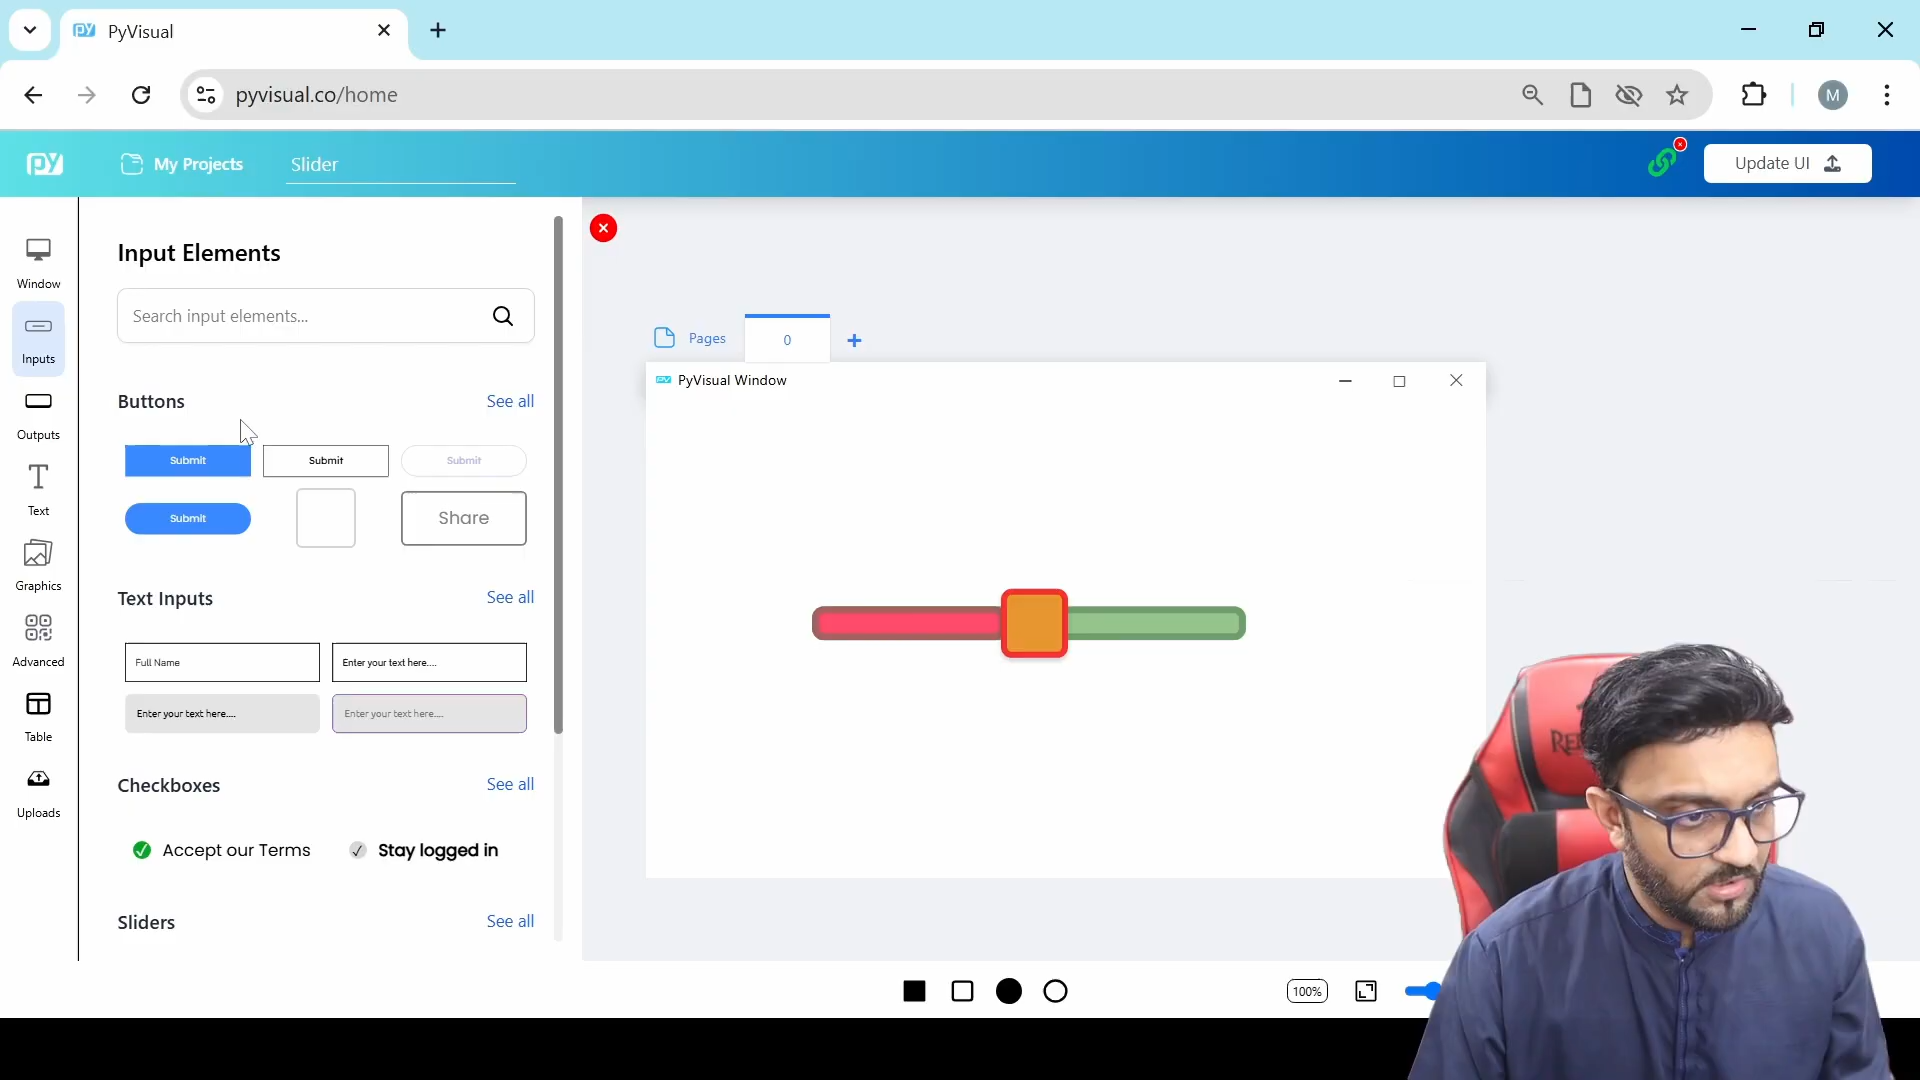 py PyVisual
pyvisual.co/home
M
py My Projects Slider Update UI
Window
Inputs
Outputs
Text
Graphics
Advanced
Table
Uploads
Input Elements
Search input elements...
Buttons See all
Submit Submit Submit
Submit Share
Text Inputs See all
Full Name Enter your text here....
Enter your text here.... Enter your text here....
Checkboxes See all
Accept our Terms Stay logged in
Sliders See all
Pages 0 +
py PyVisual Window
100%